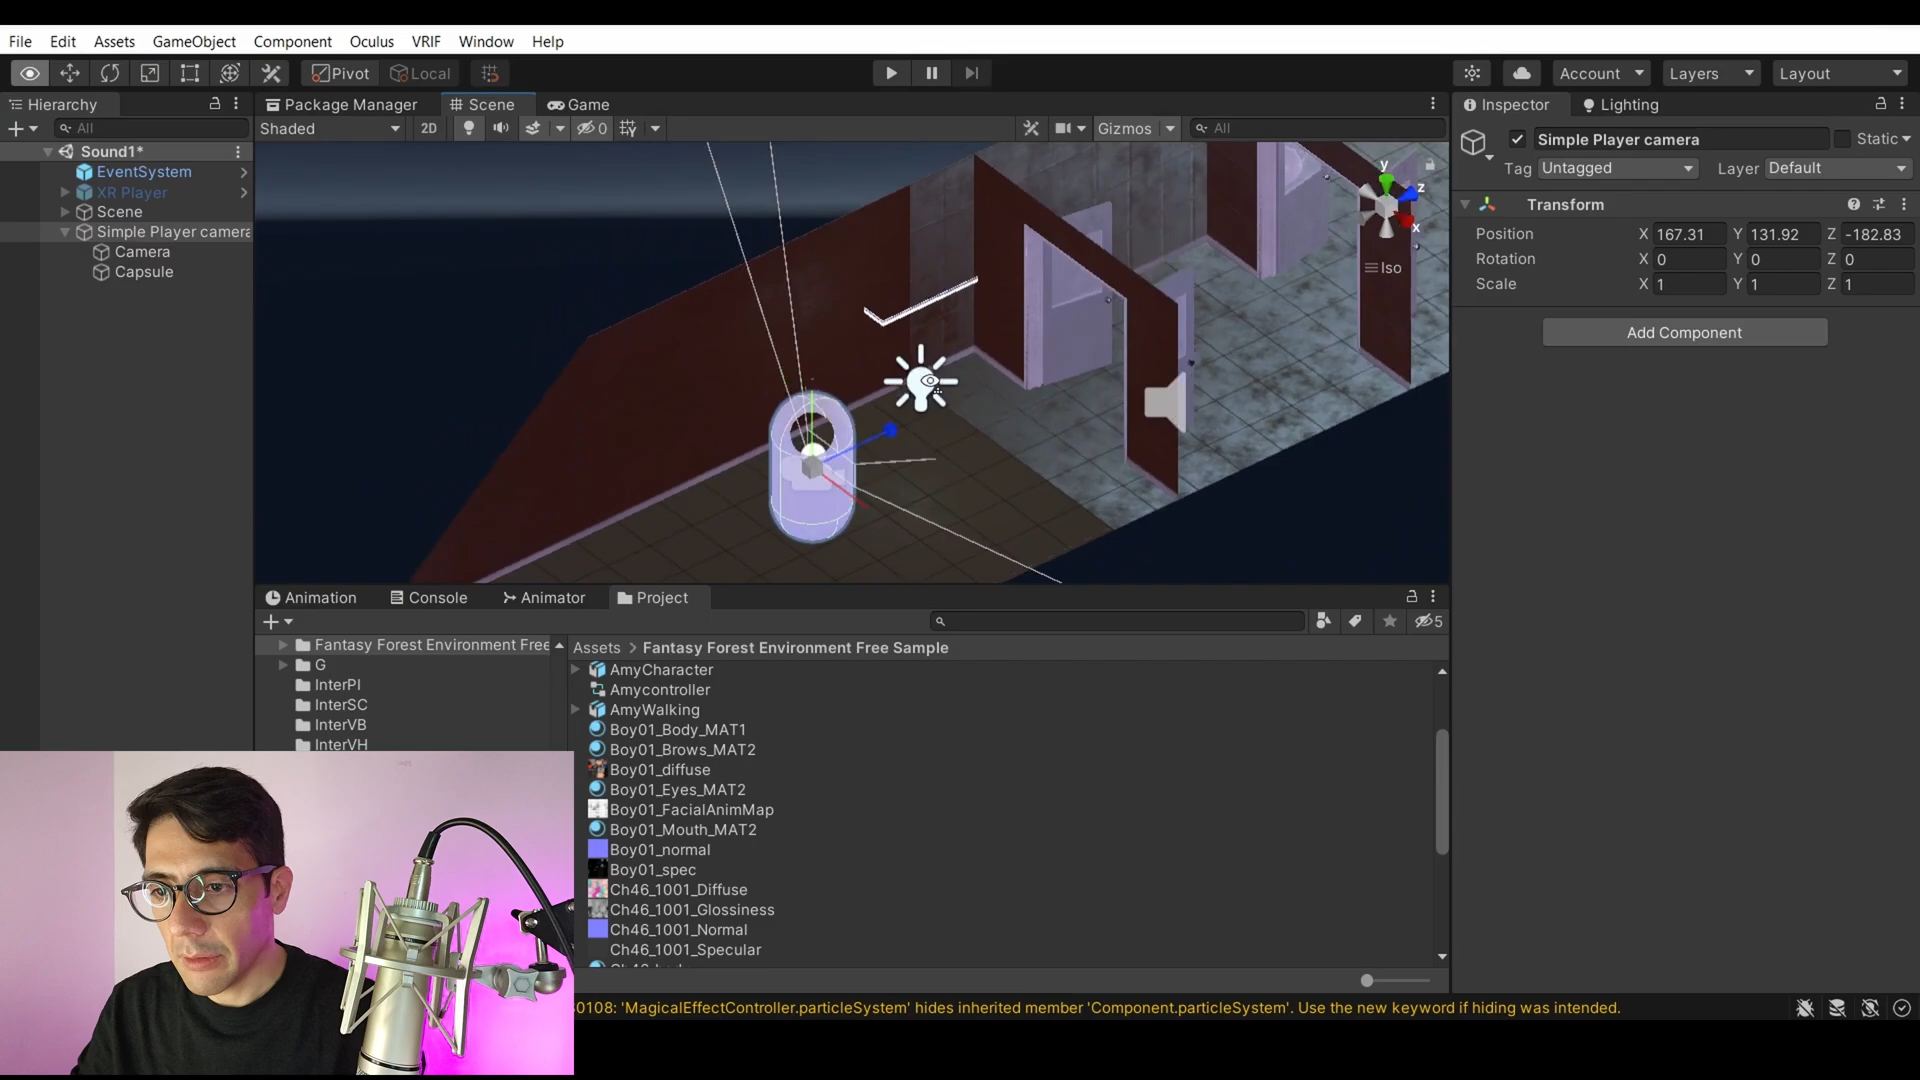 File Edit Assets GameObject Component Oculus VRIF Window Help
Pivot Local Account Layers Layout
Hierarchy Package Manager Scene Game Inspector Lighting
All Shaded 2D 0 Gizmos All
Simple Player camera Static
Tag Untagged Layer Default
Sound1*
EventSystem
XR Player
Scene
Simple Player camera
Camera
Capsule
y
z
x
Iso
Transform
Position X 167.31 Y 131.92 Z -182.83
Rotation X 0 Y 0 Z 0
Scale X 1 Y 1 Z 1
Add Component
Animation Console Animator Project
5
Fantasy Forest Environment Free
G
InterPI
InterSC
InterVB
InterVH
Assets > Fantasy Forest Environment Free Sample
AmyCharacter
Amycontroller
AmyWalking
Boy01_Body_MAT1
Boy01_Brows_MAT2
Boy01_diffuse
Boy01_Eyes_MAT2
Boy01_FacialAnimMap
Boy01_Mouth_MAT2
Boy01_normal
Boy01_spec
Ch46_1001_Diffuse
Ch46_1001_Glossiness
Ch46_1001_Normal
Ch46_1001_Specular
0108: 'MagicalEffectController.particleSystem' hides inherited member 'Component.particleSystem'. Use the new keyword if hiding was intended.